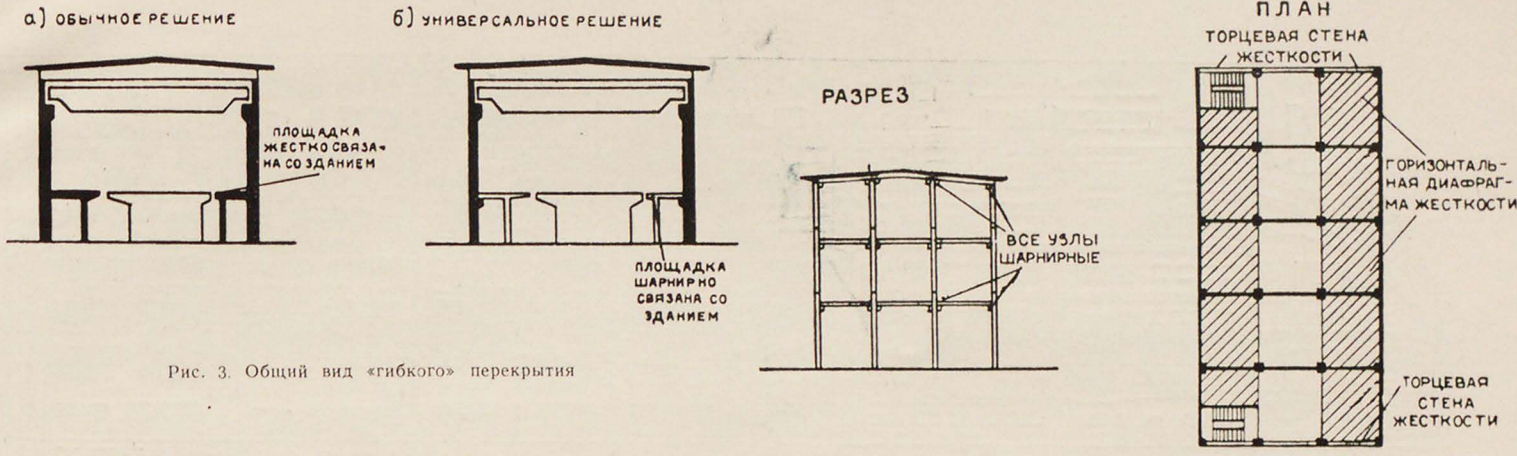 а) ОБЫЧНОЕ РЕШЕНИЕ
ПЛОЩАДКА
ЖЕСТКО СВЯЗА-
НА СО ЗДАНИЕМ
б) УНИВЕРСАЛЬНОЕ РЕШЕНИЕ
ПЛОЩАДКА
ШАРНИРНО
СВЯЗАНА СО
ЗДАНИЕМ
Рис. 3. Общий вид «гибкого» перекрытия
РАЗРЕЗ
ВСЕ УЗЛЫ
ШАРНИРНЫЕ
ПЛАН
ТОРЦЕВАЯ СТЕНА
ЖЕСТКОСТИ
ГОРИЗОНТАЛЬ-
НАЯ ДИАФРАГ-
МА ЖЕСТКОСТИ
ТОРЦЕВАЯ
СТЕНА
ЖЕСТКОСТИ